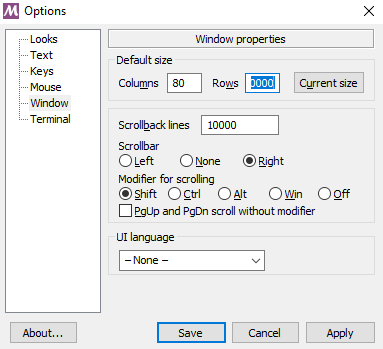 Options
Looks
Text
Keys
Mouse
Window
Terminal
Window properties
Default size
Columns 80 Rows 0000 Current size
Scrollback lines 10000
Scrollbar
Left None Right
Modifier for scrolling
Shift Ctrl Alt Win Off
PgUp and PgDn scroll without modifier
UI language
– None –
About... Save Cancel Apply